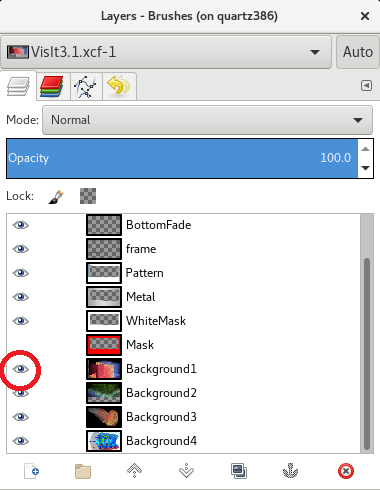 Layers - Brushes (on quartz386)
VisIt3.1.xcf-1
Auto
Mode: Normal
Opacity 100.0
Lock:
BottomFade
frame
Pattern
Metal
WhiteMask
Mask
Background1
Background2
Background3
Background4